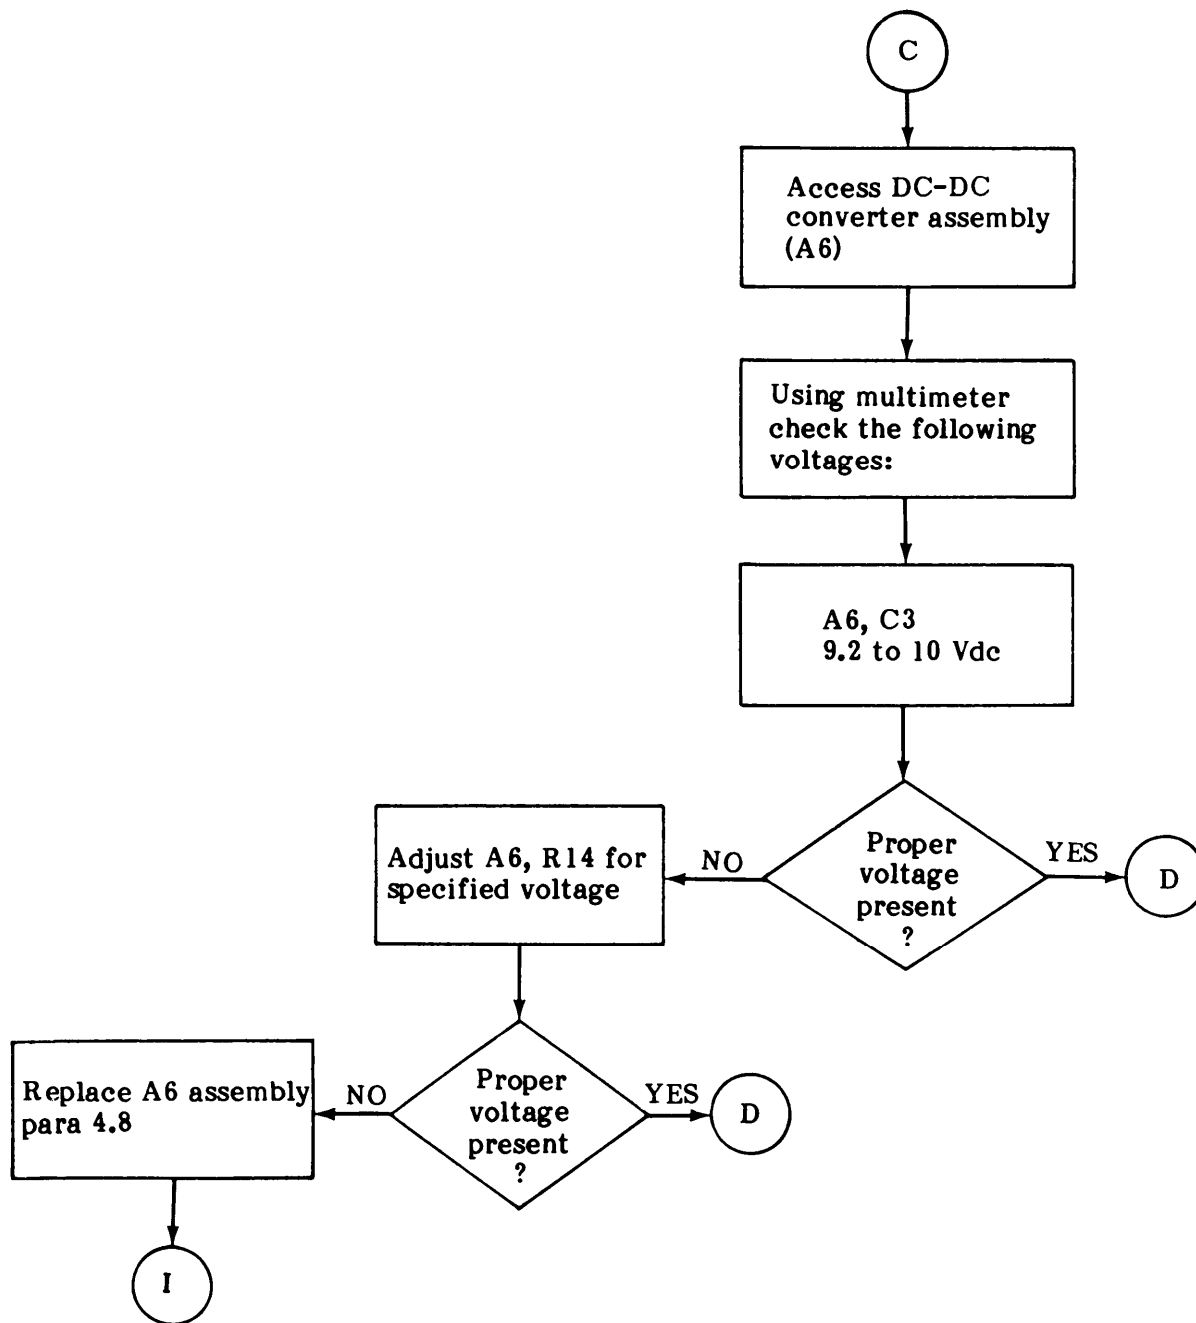 C
Access DC-DC
converter assembly
(A6)
Using multimeter
check the following
voltages:
A6, C3
9.2 to 10 Vdc
Proper
voltage
present
?
YES
D
NO
Adjust A6, R14 for
specified voltage
Proper
voltage
present
?
YES
D
NO
Replace A6 assembly
para 4.8
I